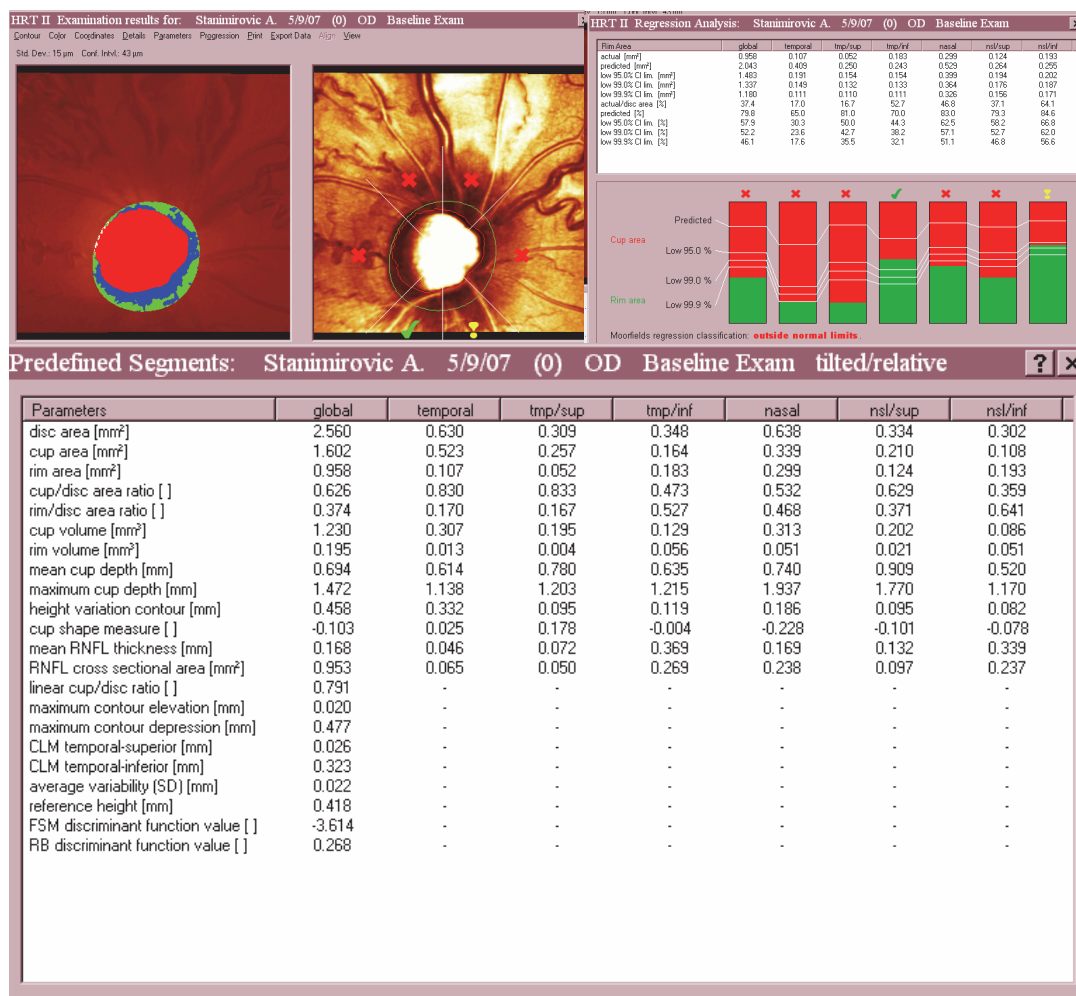 HRT II Examination results for: Stanimirovic A. 5/9/07 (0) OD Baseline Exam
Contour Color Coordinates Details Parameters Progression Print Export Data Align View
Std. Dev.: 15 µm Conf. Intvl.: 43 µm
HRT II Regression Analysis: Stanimirovic A. 5/9/07 (0) OD Baseline Exam
Rim Area global temporal tmp/sup tmp/inf nasal nsl/sup nsl/inf
actual [mm²] 0.958 0.107 0.052 0.183 0.299 0.124 0.193
predicted [mm²] 2.043 0.409 0.250 0.243 0.529 0.264 0.255
low 95.0% CI lim. [mm²] 1.483 0.191 0.154 0.154 0.399 0.194 0.202
low 99.0% CI lim. [mm²] 1.337 0.149 0.132 0.133 0.364 0.176 0.187
low 99.9% CI lim. [mm²] 1.180 0.111 0.110 0.111 0.326 0.156 0.171
actual/disc area [%] 37.4 17.0 16.7 52.7 46.8 37.1 64.1
predicted [%] 79.8 65.0 81.0 70.0 83.0 79.3 84.6
low 95.0% CI lim. [%] 57.9 30.3 50.0 44.3 62.5 58.2 66.8
low 99.0% CI lim. [%] 52.2 23.6 42.7 38.2 57.1 52.7 62.0
low 99.9% CI lim. [%] 46.1 17.6 35.5 32.1 51.1 46.8 56.6
Predicted
Cup area
Low 95.0 %
Low 99.0 %
Rim area
Low 99.9 %
Moorfields regression classification: outside normal limits.
Predefined Segments: Stanimirovic A. 5/9/07 (0) OD Baseline Exam tilted/relative
Parameters global temporal tmp/sup tmp/inf nasal nsl/sup nsl/inf
disc area [mm²] 2.560 0.630 0.309 0.348 0.638 0.334 0.302
cup area [mm²] 1.602 0.523 0.257 0.164 0.339 0.210 0.108
rim area [mm²] 0.958 0.107 0.052 0.183 0.299 0.124 0.193
cup/disc area ratio [ ] 0.626 0.830 0.833 0.473 0.532 0.629 0.359
rim/disc area ratio [ ] 0.374 0.170 0.167 0.527 0.468 0.371 0.641
cup volume [mm³] 1.230 0.307 0.195 0.129 0.313 0.202 0.086
rim volume [mm³] 0.195 0.013 0.004 0.056 0.051 0.021 0.051
mean cup depth [mm] 0.694 0.614 0.780 0.635 0.740 0.909 0.520
maximum cup depth [mm] 1.472 1.138 1.203 1.215 1.937 1.770 1.170
height variation contour [mm] 0.458 0.332 0.095 0.119 0.186 0.095 0.082
cup shape measure [ ] -0.103 0.025 0.178 -0.004 -0.228 -0.101 -0.078
mean RNFL thickness [mm] 0.168 0.046 0.072 0.369 0.169 0.132 0.339
RNFL cross sectional area [mm²] 0.953 0.065 0.050 0.269 0.238 0.097 0.237
linear cup/disc ratio [ ] 0.791 - - - - - -
maximum contour elevation [mm] 0.020 - - - - - -
maximum contour depression [mm] 0.477 - - - - - -
CLM temporal-superior [mm] 0.026 - - - - - -
CLM temporal-inferior [mm] 0.323 - - - - - -
average variability (SD) [mm] 0.022 - - - - - -
reference height [mm] 0.418 - - - - - -
FSM discriminant function value [ ] -3.614 - - - - - -
RB discriminant function value [ ] 0.268 - - - - - -